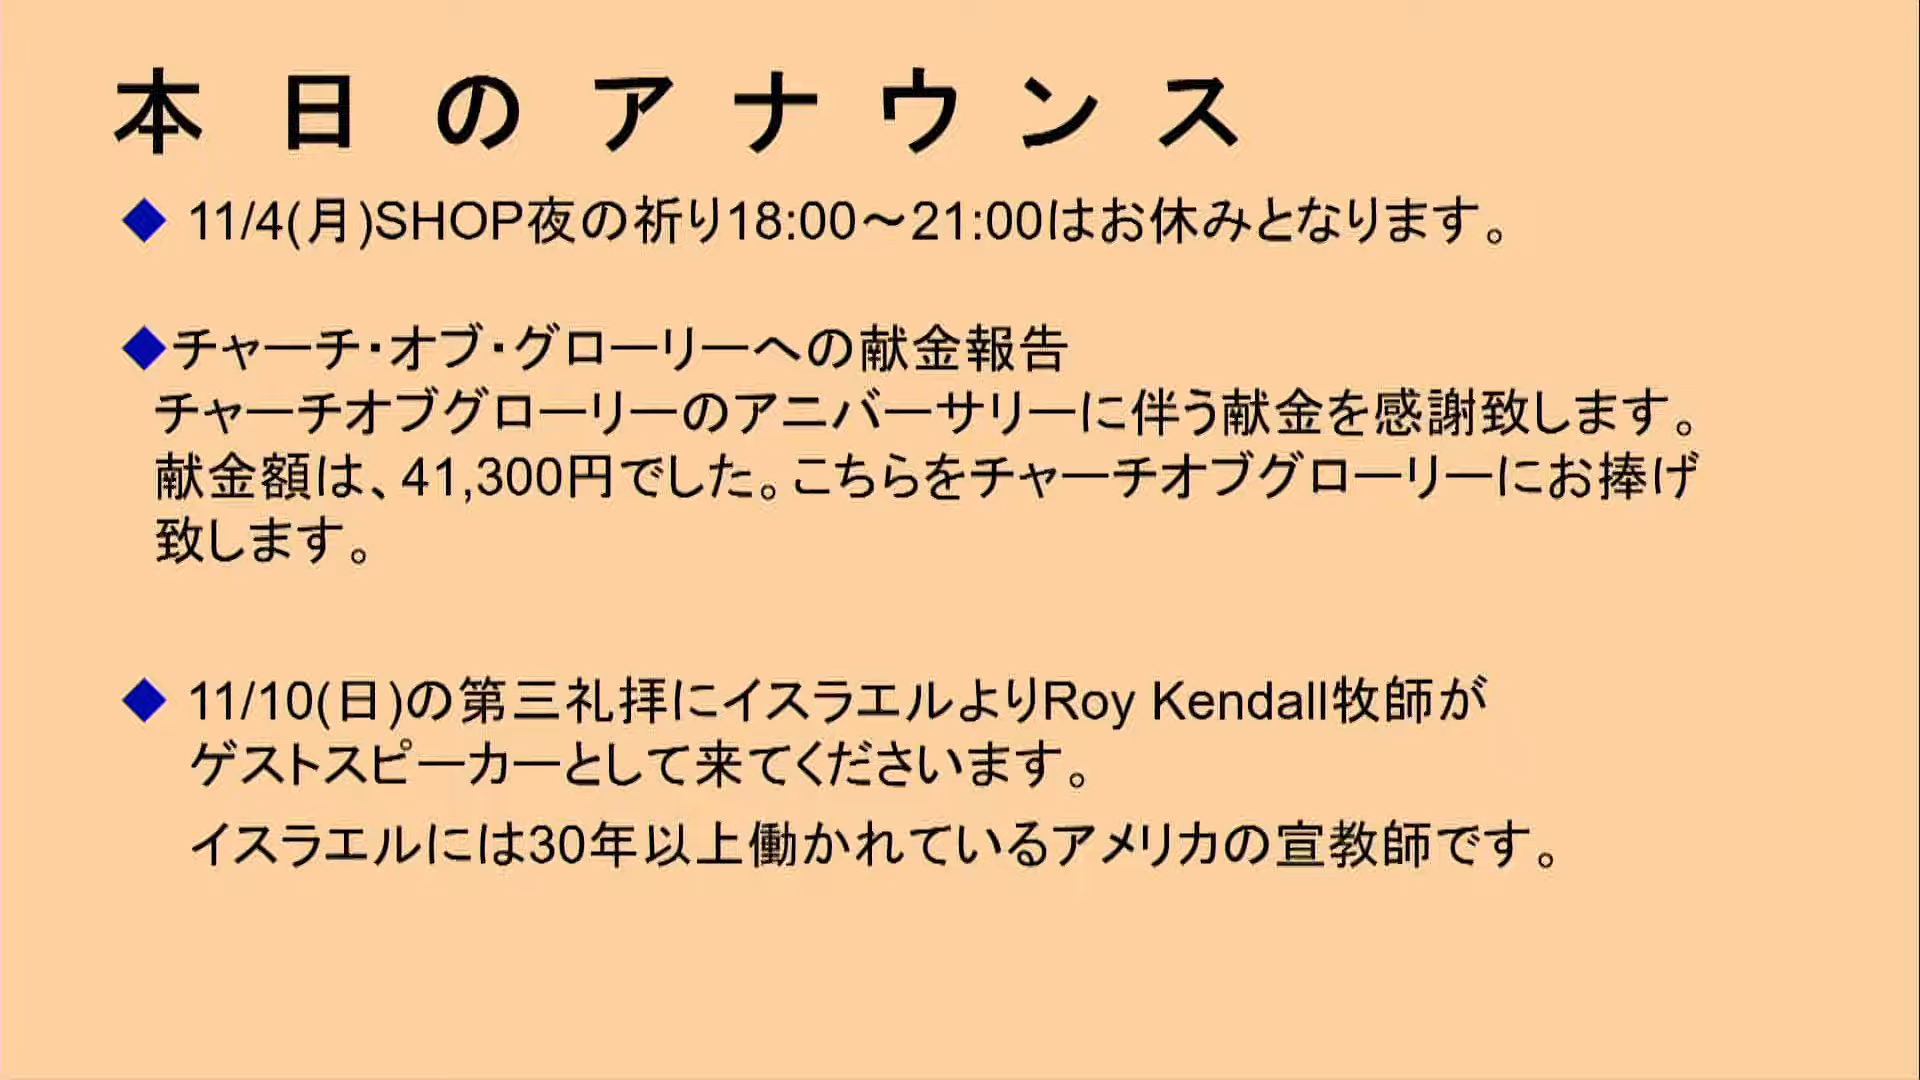 本日のアナウンス
◆ 11/4(月)SHOP夜の祈り18:00～21:00はお休みとなります。
◆チャーチ・オブ・グローリーへの献金報告
チャーチオブグローリーのアニバーサリーに伴う献金を感謝致します。
献金額は、41,300円でした。こちらをチャーチオブグローリーにお捧げ
致します。
◆ 11/10(日)の第三礼拝にイスラエルよりRoy Kendall牧師が
ゲストスピーカーとして来てくださいます。
イスラエルには30年以上働かれているアメリカの宣教師です。